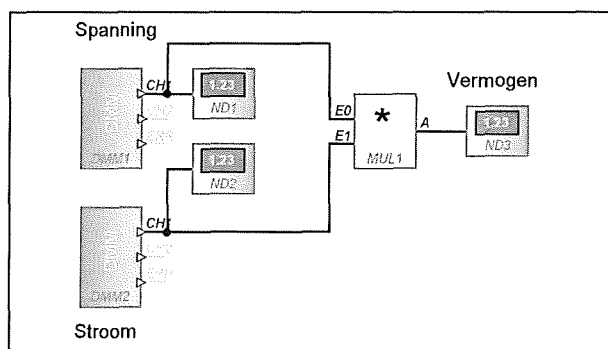 Spanning
CH1
1.23
ND1
DMM1
Vermogen
E0
E1
*
MUL1
A
1.23
ND3
1.23
ND2
CH1
DMM2
Stroom